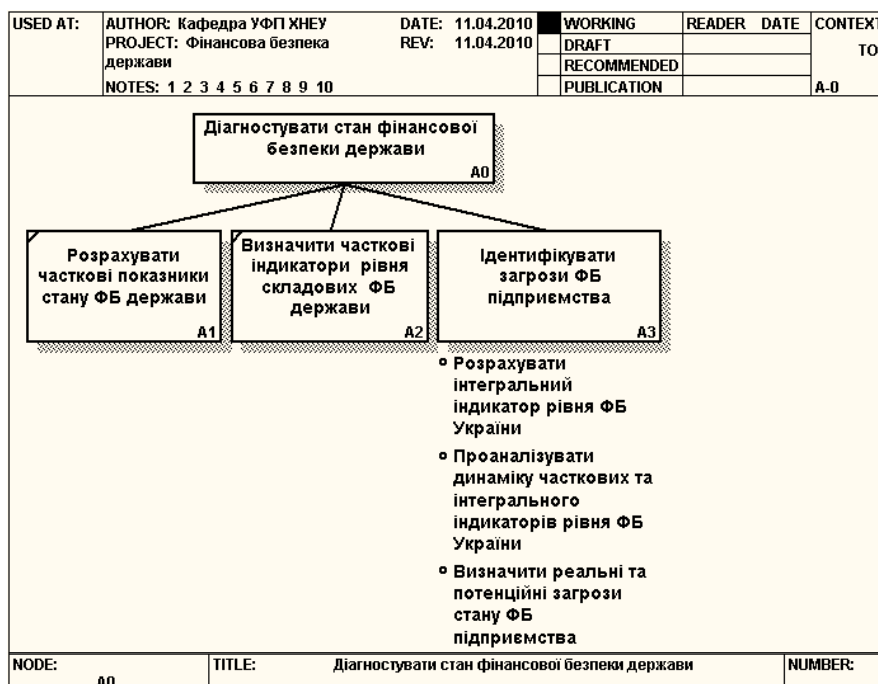 USED AT:
AUTHOR: Кафедра УФП ХНЕУ
DATE: 11.04.2010
WORKING
READER DATE
CONTEXT
PROJECT: Фінансова безпека
держави
REV: 11.04.2010
DRAFT
TO
RECOMMENDED
NOTES: 1 2 3 4 5 6 7 8 9 10
PUBLICATION
A-0
Діагностувати стан фінансової
безпеки держави
A0
Розрахувати
часткові показники
стану ФБ держави
A1
Визначити часткові
індикатори рівня
складових ФБ
держави
A2
Ідентифікувати
загрози ФБ
підприємства
A3
Розрахувати
інтегральний
індикатор рівня ФБ
України
Проаналізувати
динаміку часткових та
інтегрального
індикаторів рівня ФБ
України
Визначити реальні та
потенційні загрози
стану ФБ
підприємства
NODE:
A0
TITLE: Діагностувати стан фінансової безпеки держави
NUMBER: